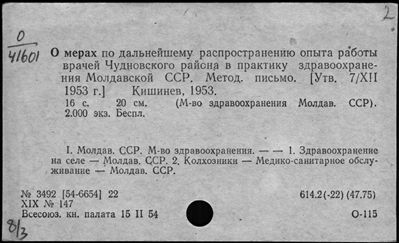 2
0
41601
О мерах по дальнейшему распространению опыта работы
врачей Чудновского района в практику здравоохране-
ния Молдавской ССР. Метод. письмо. [Утв. 7/XII
1953 г.] Кишинев, 1953.
16 с. 20 см. (М-во здравоохранения Молдав. ССР).
2.000 экз. Беспл.
I. Молдав. ССР. М-во здравоохранения. — — 1. Здравоохранение
на селе — Молдав. ССР. 2. Колхозники — Медико-санитарное обслу-
живание — Молдав. ССР.
№ 3492 [54-6654] 22 614.2(-22) (47.75)
XIX № 147
Всесоюз. кн. палата 15 II 54 О-115
8/3